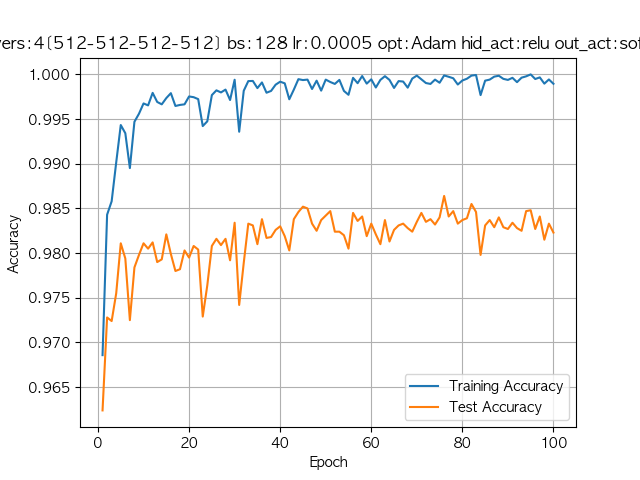 vers:4[512-512-512-512] bs:128 lr:0.0005 opt:Adam hid_act:relu out_act:sof
1.000
0.995
0.990
0.985
0.980
0.975
0.970
0.965
Accuracy
Training Accuracy
Test Accuracy
0 20 40 60 80 100
Epoch